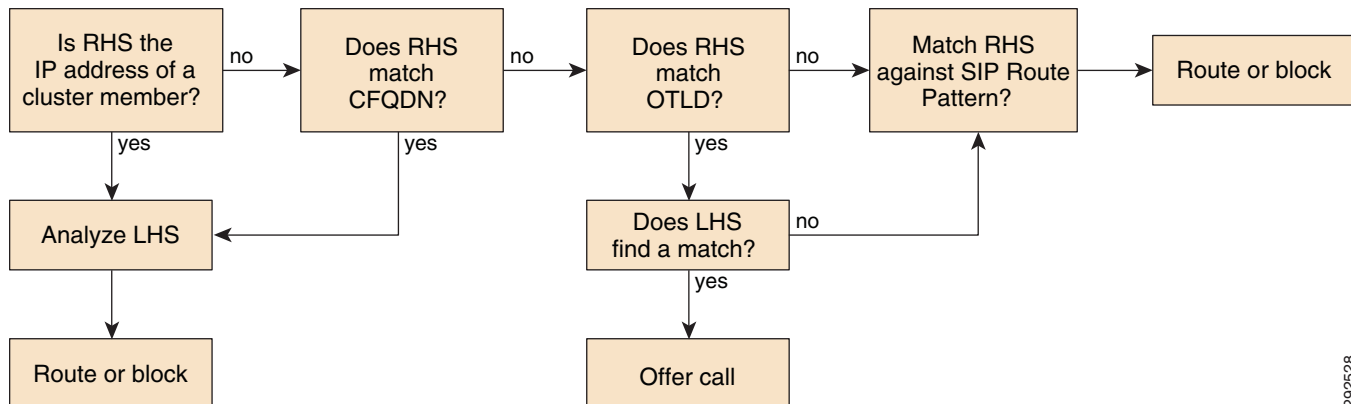 Is RHS the
IP address of a
cluster member?
no
Does RHS
match
CFQDN?
no
Does RHS
match
OTLD?
no
Match RHS
against SIP Route
Pattern?
Route or block
yes
yes
yes
Analyze LHS
Does LHS
find a match?
no
yes
Route or block
Offer call
292528